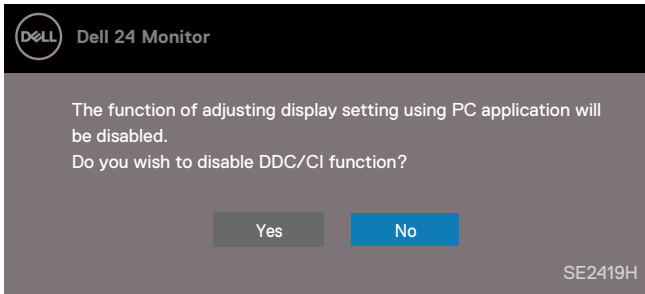 DELL
Dell 24 Monitor
The function of adjusting display setting using PC application will
be disabled.
Do you wish to disable DDC/CI function?
Yes
No
SE2419H